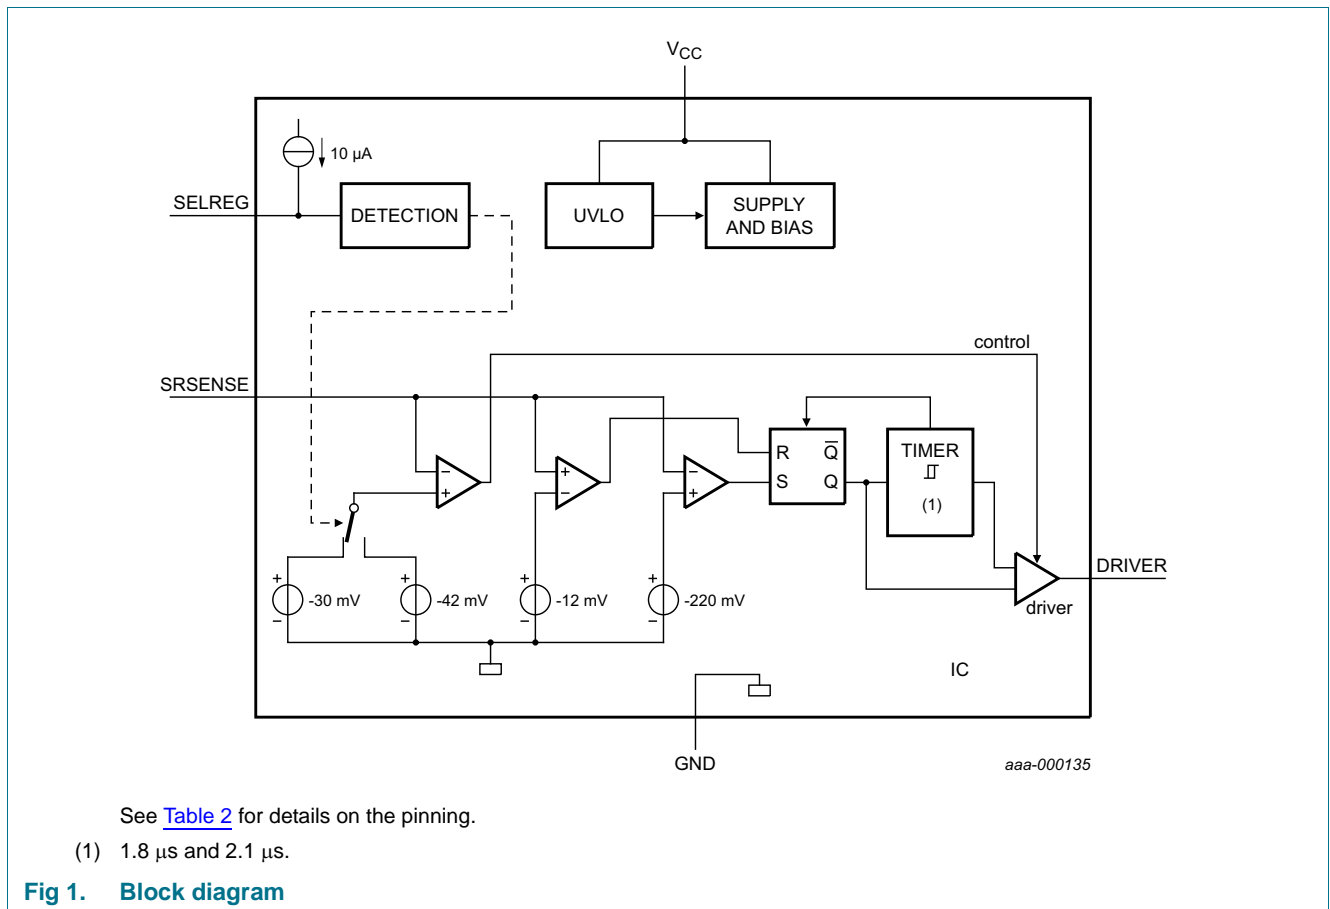 VCC
10 μA
SELREG
DETECTION
UVLO
SUPPLY
AND BIAS
control
SRSENSE
R
Q̅
S
Q
TIMER
(1)
−
+
+
−
−
+
DRIVER
driver
+
-30 mV
−
+
-42 mV
−
+
-12 mV
−
+
-220 mV
−
IC
GND
aaa-000135
See Table 2 for details on the pinning.
(1) 1.8 μs and 2.1 μs.
Fig 1. Block diagram